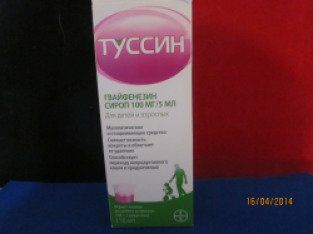 ТУССИН
ГВАЙФЕНЕЗИН
СИРОП 100 МГ/5 МЛ
Для детей и взрослых
Муколитическое
отхаркивающее средство
Снижает вязкость
мокроты и облегчает
ее удаление
Способствует
переходу непродуктивного
кашля в продуктивный
BAYER
16/04/2014